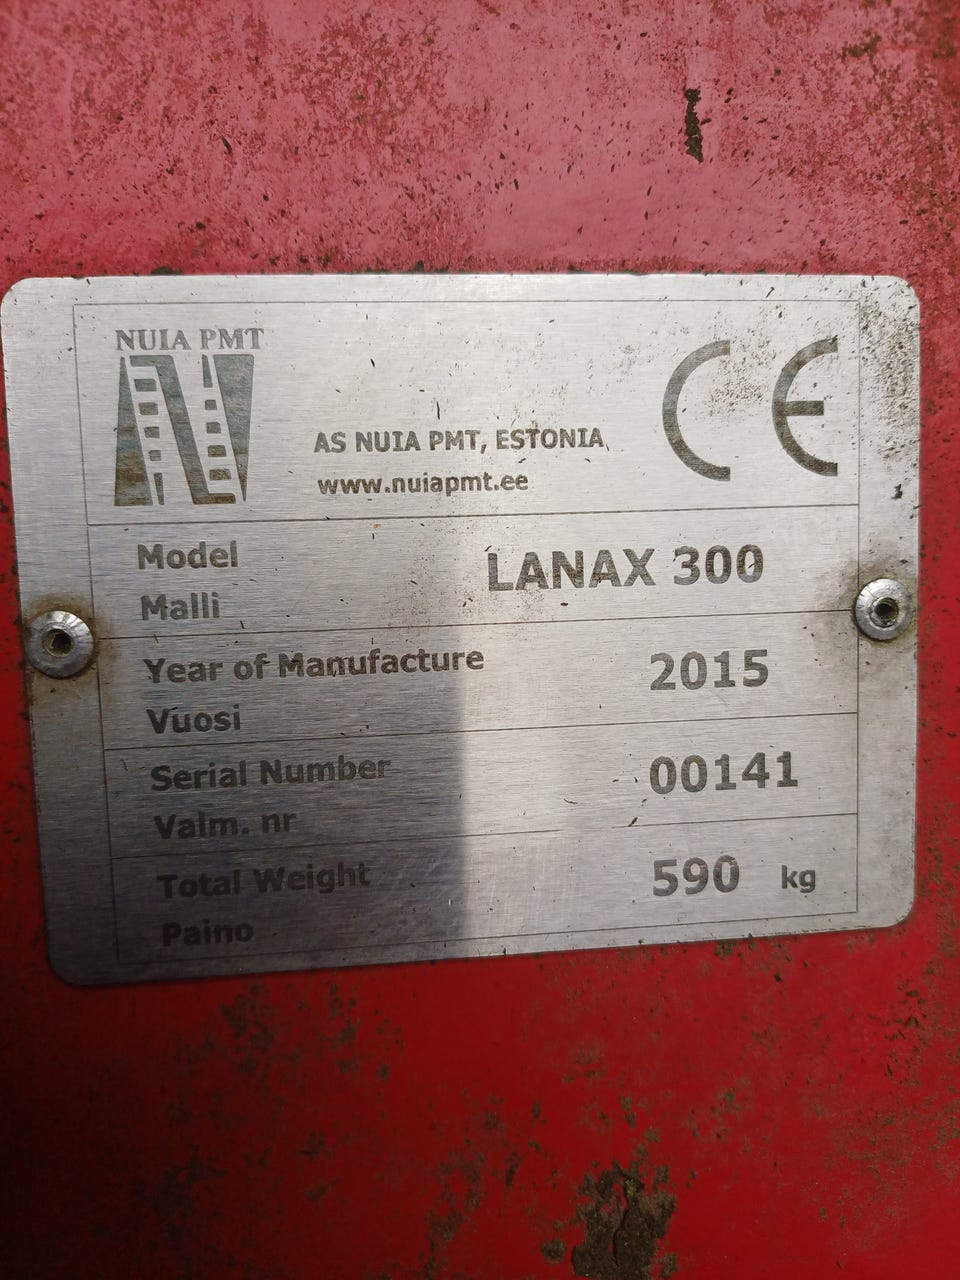 NUIA PMT
AS NUIA PMT, ESTONIA
www.nuiapmt.ee
CE
Model LANAX 300
Malli
Year of Manufacture 2015
Vuosi
Serial Number 00141
Valm. nr
Total Weight 590 kg
Paino